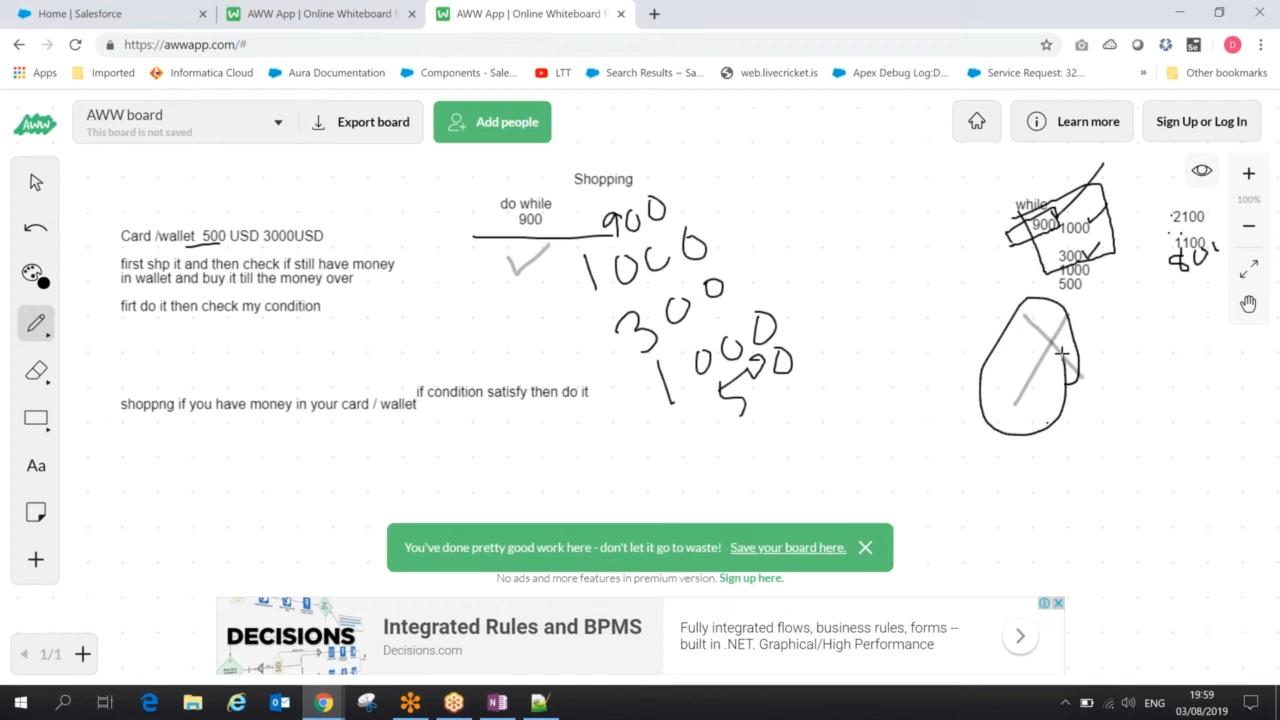 Home | Salesforce
AWW App | Online Whiteboard f
AWW App | Online Whiteboard f
https://awwapp.com/#
Apps
Imported
Informatica Cloud
Aura Documentation
Components - Sale...
LTT
Search Results ~ Sa...
web.livecricket.is
Apex Debug Log:D...
Service Request: 32...
»
Other bookmarks
AWW
AWW board
This board is not saved
Export board
Add people
Learn more
Sign Up or Log In
Shopping
do while
900
900
1000
300
1000
500
Card /wallet 500 USD 3000USD
first shp it and then check if still have money
in wallet and buy it till the money over
firt do it then check my condition
if condition satisfy then do it
shoppng if you have money in your card / wallet
while
900 1000
300
1000
500
2100
1100
100%
Aa
You've done pretty good work here - don't let it go to waste! Save your board here.
No ads and more features in premium version. Sign up here.
DECISIONS
Integrated Rules and BPMS
Decisions.com
Fully integrated flows, business rules, forms --
built in .NET. Graphical/High Performance
1/1
ENG
19:59
03/08/2019